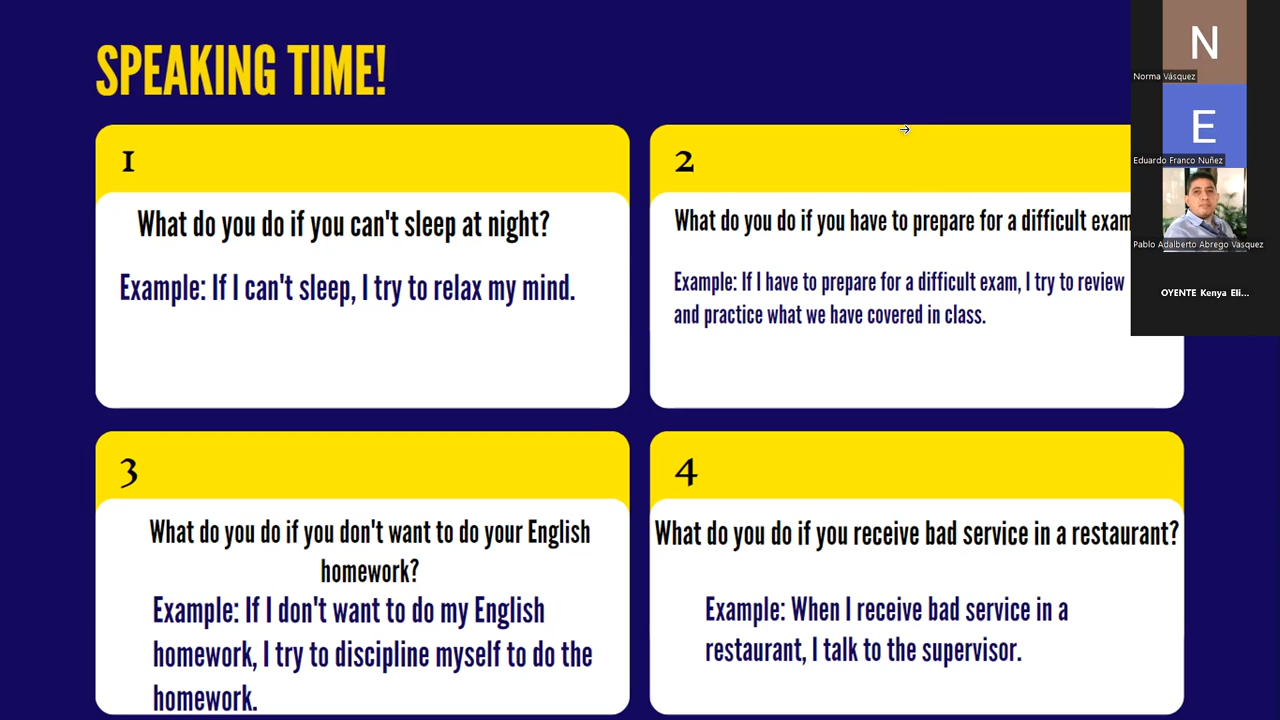 SPEAKING TIME!
1
What do you do if you can't sleep at night?
Example: If I can't sleep, I try to relax my mind.
2
What do you do if you have to prepare for a difficult exam
Example: If I have to prepare for a difficult exam, I try to review
and practice what we have covered in class.
3
What do you do if you don't want to do your English
homework?
Example: If I don't want to do my English
homework, I try to discipline myself to do the
homework.
4
What do you do if you receive bad service in a restaurant?
Example: When I receive bad service in a
restaurant, I talk to the supervisor.
N
Norma Vásquez
E
Eduardo Franco Nuñez
Pablo Adalberto Abrego Vasquez
OYENTE Kenya Eli...